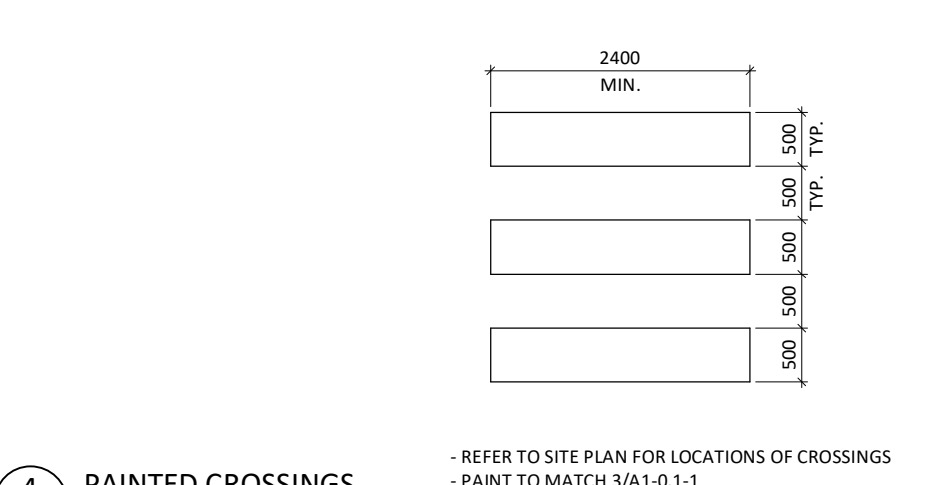 2400
MIN.
500 TYP.
500 TYP.
500
500
500
- REFER TO SITE PLAN FOR LOCATIONS OF CROSSINGS
4 PAINTED CROSSINGS
- PAINT TO MATCH 3/A1-0.1-1